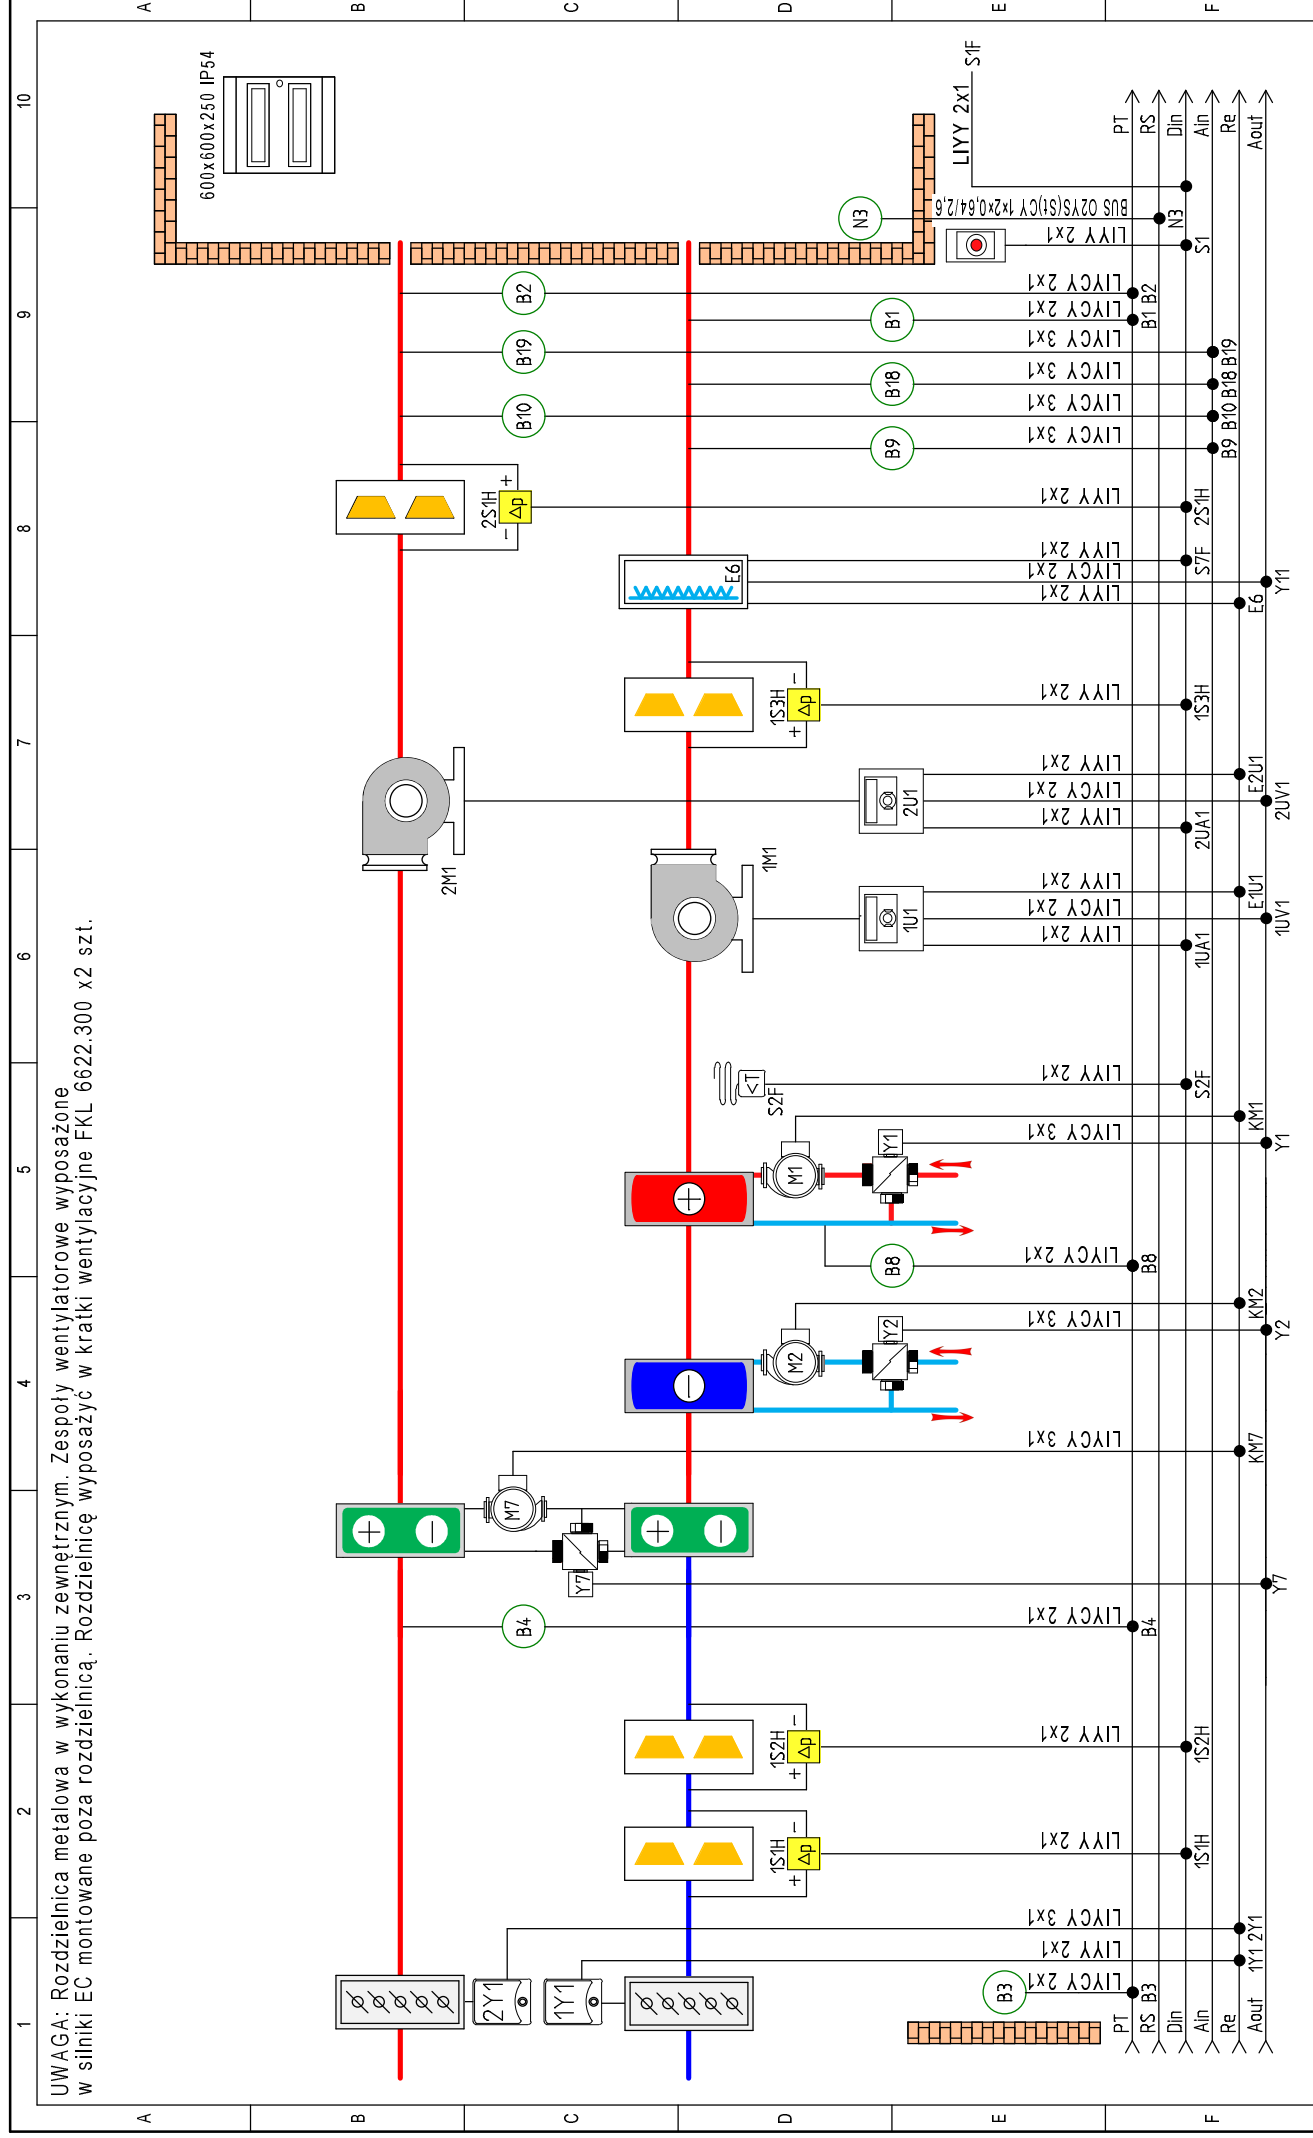 UWAGA: Rozdzielnica metalowa w wykonaniu zewnętrznym. Zespoły wentylatorowe wyposażone
w silniki EC montowane poza rozdzielnicą. Rozdzielnicę wyposażyć w kratki wentylacyjne FKL 6622.300 x2 szt.
1 2 3 4 5 6 7 8 9 10
A
B
C
D
E
F
A
B
C
D
E
F
600x600x250 IP54
2Y1
1Y1
B3
1S1H
+ Δp -
1S2H
+ Δp -
B4
Y7
M7
+ -
+ -
-
M2
Y2
B8
+
M1
Y1
S2F
<T
1M1
1U1
2M1
2U1
1S3H
+ Δp -
E6
2S1H
- Δp +
B9
B10
B18
B19
B1
B2
N3
LIYY 2x1 S1F
LIYCY 2x1
LIYY 2x1
LIYCY 3x1
LIYY 2x1
LIYY 2x1
LIYCY 2x1
LIYCY 3x1
LIYCY 3x1
LIYCY 2x1
LIYCY 3x1
LIYY 2x1
LIYY 2x1
LIYCY 2x1
LIYY 2x1
LIYY 2x1
LIYCY 2x1
LIYY 2x1
LIYY 2x1
LIYY 2x1
LIYCY 2x1
LIYY 2x1
LIYY 2x1
LIYCY 3x1
LIYCY 3x1
LIYCY 3x1
LIYCY 3x1
LIYCY 2x1
LIYCY 2x1
LIYY 2x1
BUS O2YS(St)CY 1x2x0,64/2,6
PT PT
RS B3 B4 B8 B1 B2 RS
Din N3 Din
Ain 1S1H 1S2H S2F 1UA1 2UA1 1S3H S7F 2S1H S1 Ain
Re B9 B10 B18 B19 Re
Aout 1Y1 2Y1 KM7 KM2 KM1 E1U1 E2U1 E6 Aout
Y7 Y2 Y1 1UV1 2UV1 Y11